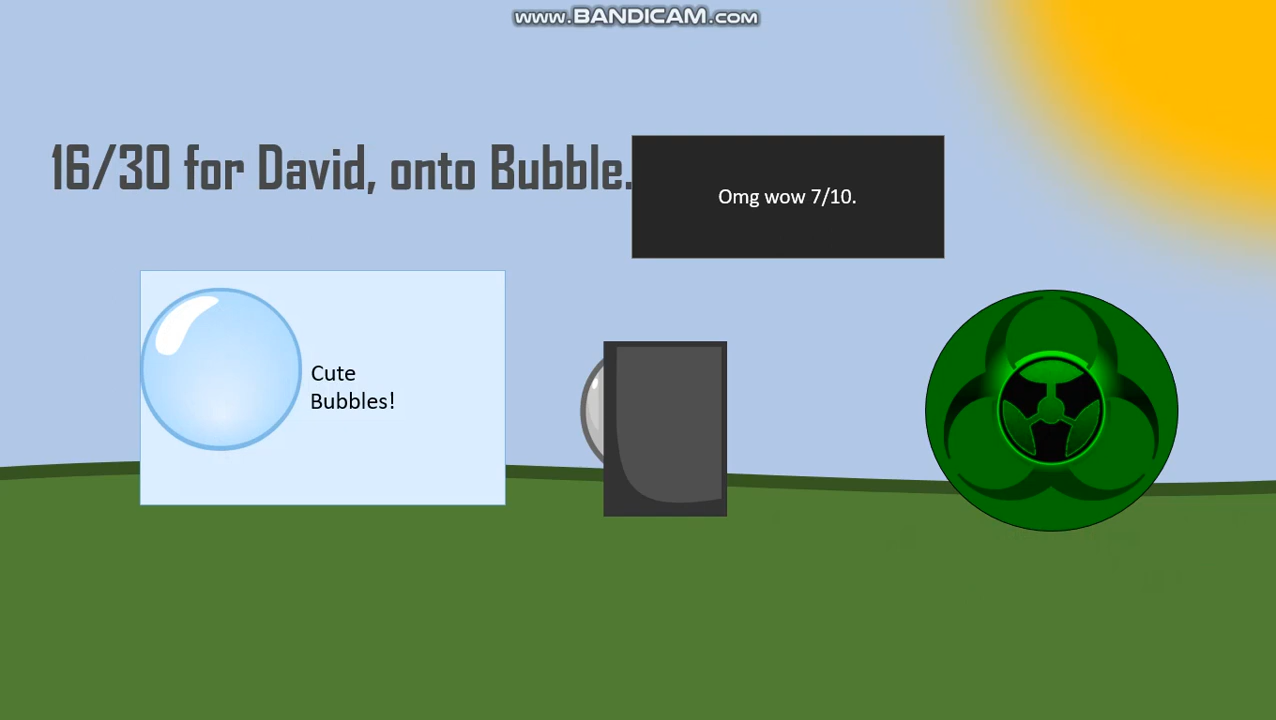 www.BANDICAM.com
16/30 for David, onto Bubble.
Omg wow 7/10.
Cute
Bubbles!